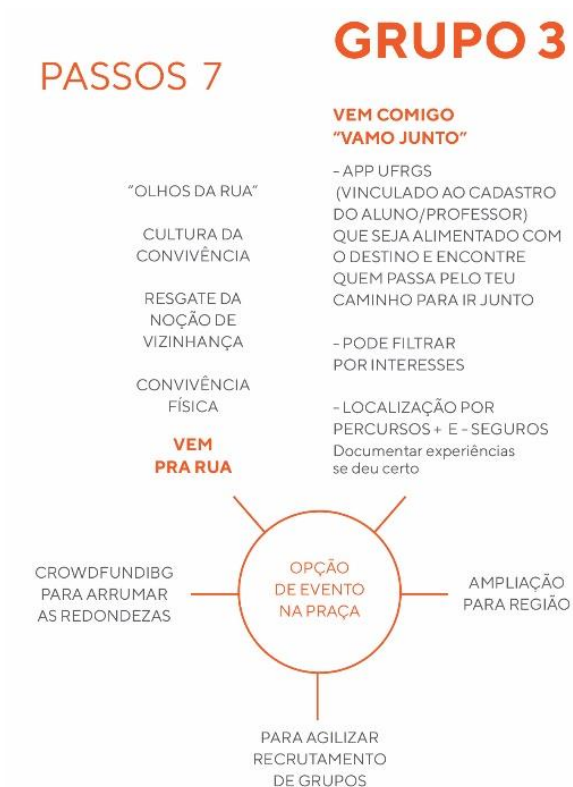 GRUPO 3
PASSOS 7
VEM COMIGO
“VAMO JUNTO”
- APP UFRGS
(VINCULADO AO CADASTRO
DO ALUNO/PROFESSOR)
QUE SEJA ALIMENTADO COM
O DESTINO E ENCONTRE
QUEM PASSA PELO TEU
CAMINHO PARA IR JUNTO
- PODE FILTRAR
POR INTERESSES
- LOCALIZAÇÃO POR
PERCURSOS + E - SEGUROS
Documentar experiências
se deu certo
“OLHOS DA RUA”
CULTURA DA
CONVIVÊNCIA
RESGATE DA
NOÇÃO DE
VIZINHANÇA
CONVIVÊNCIA
FÍSICA
VEM
PRA RUA
CROWDFUNDIBG
PARA ARRUMAR
AS REDONDEZAS
OPÇÃO
DE EVENTO
NA PRAÇA
AMPLIAÇÃO
PARA REGIÃO
PARA AGILIZAR
RECRUTAMENTO
DE GRUPOS